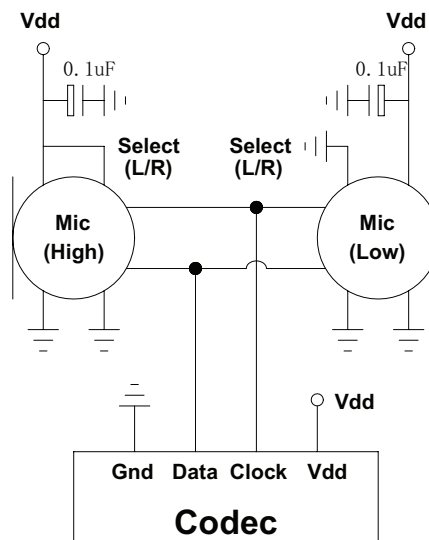 Vdd
Vdd
0.1uF
0.1uF
Select
(L/R)
Select
(L/R)
Mic
(High)
Mic
(Low)
Vdd
Gnd Data Clock Vdd
Codec